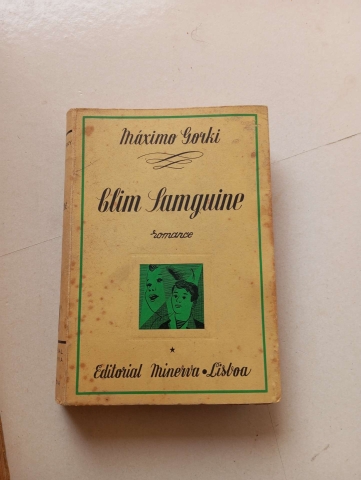 Máximo Gorki
Clim Samguine
romance
Editorial Minerva • Lisboa